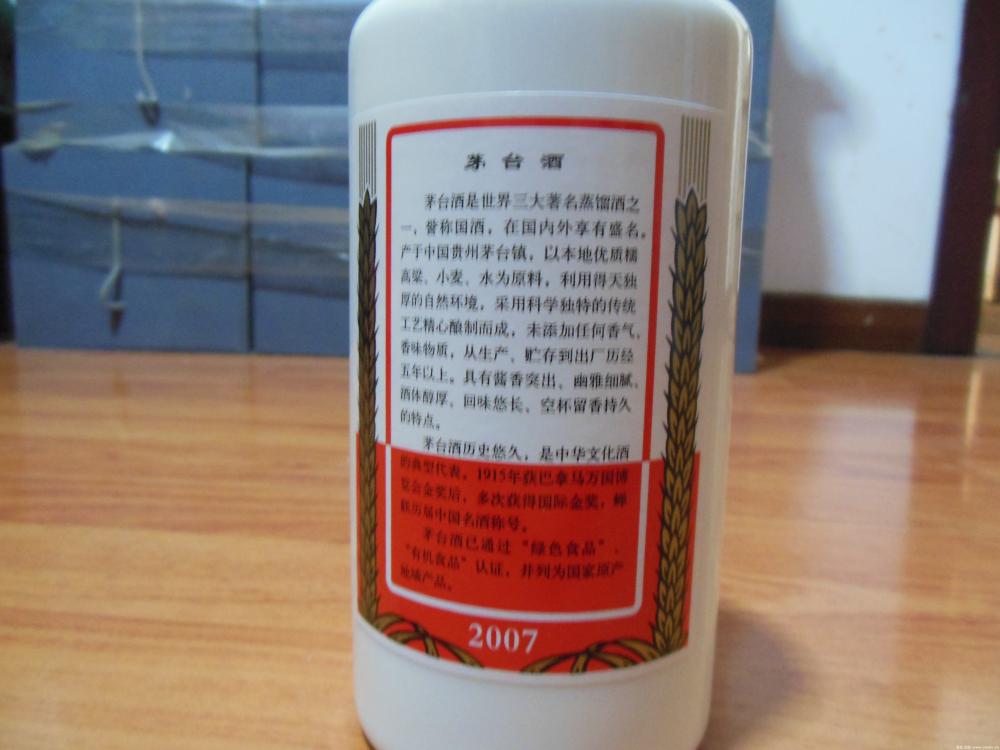 茅台酒
茅台酒是世界三大著名蒸馏酒之
一，誉称国酒，在国内外享有盛名。
产于中国贵州茅台镇，以本地优质糯
高粱、小麦、水为原料，利用得天独
厚的自然环境，采用科学独特的传统
工艺精心酿制而成，未添加任何香气、
香味物质，从生产、贮存到出厂历经
五年以上。具有酱香突出、幽雅细腻、
酒体醇厚、回味悠长、空杯留香持久
的特点。
茅台酒历史悠久，是中华文化酒
的典型代表。1915年获巴拿马万国博
览会金奖后，多次获得国际金奖，蝉
联历届中国名酒称号。
茅台酒已通过“绿色食品”、
“有机食品”认证，并列为国家原产
地域产品。
2007